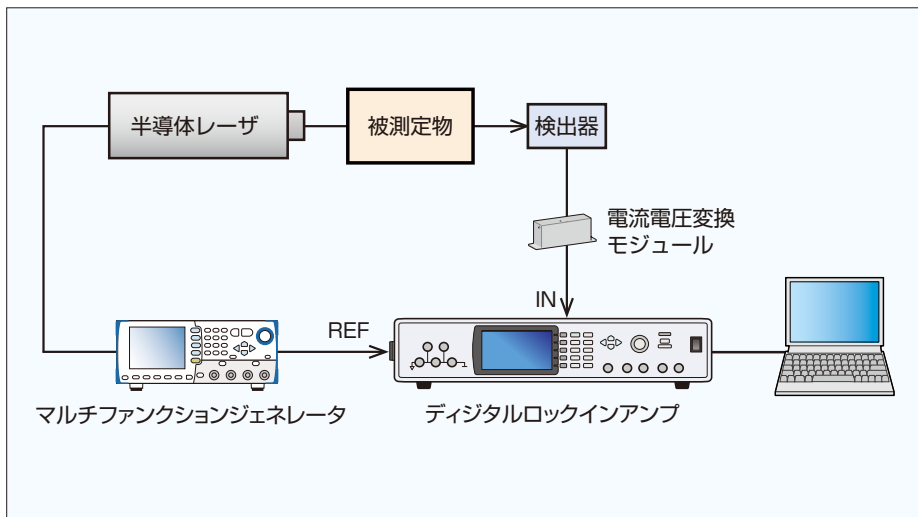 半導体レーザ
被測定物
検出器
電流電圧変換
モジュール
IN
REF
マルチファンクションジェネレータ
ディジタルロックインアンプ